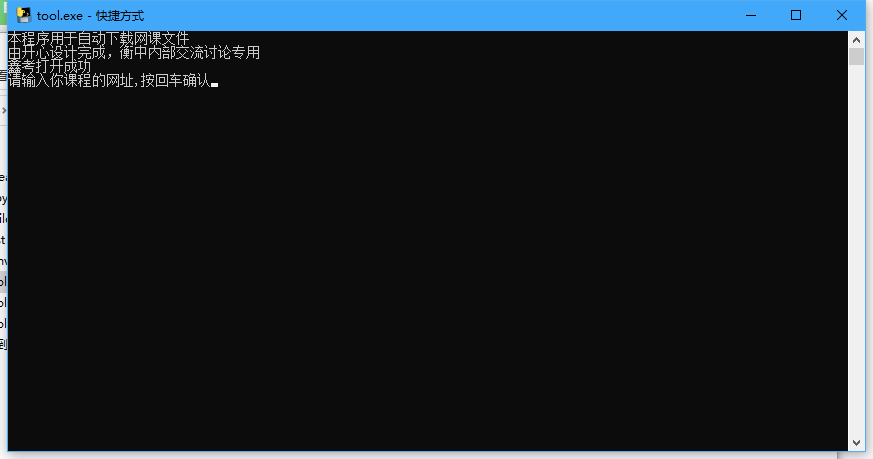 tool.exe - 快捷方式
本程序用于自动下载网课文件
由开心设计完成，衡中内部交流讨论专用
鑫考打开成功
请输入你课程的网址,按回车确认